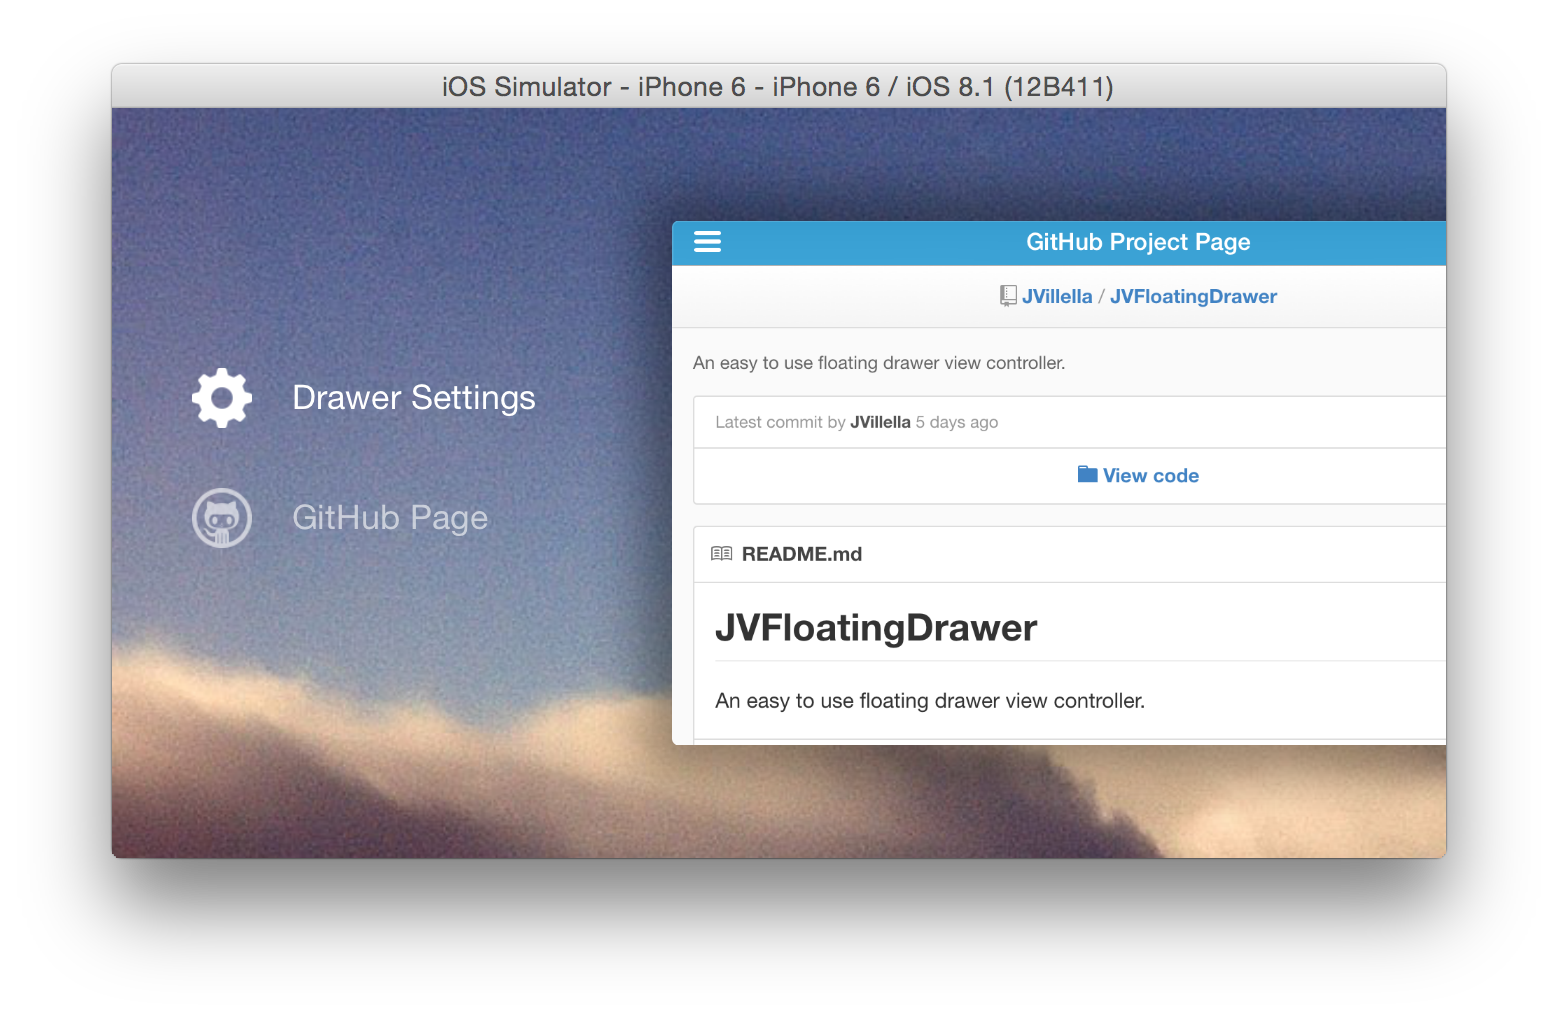 iOS Simulator - iPhone 6 - iPhone 6 / iOS 8.1 (12B411)
Drawer Settings
GitHub Page
GitHub Project Page
JVillella / JVFloatingDrawer
An easy to use floating drawer view controller.
Latest commit by JVillella 5 days ago
View code
README.md
JVFloatingDrawer
An easy to use floating drawer view controller.